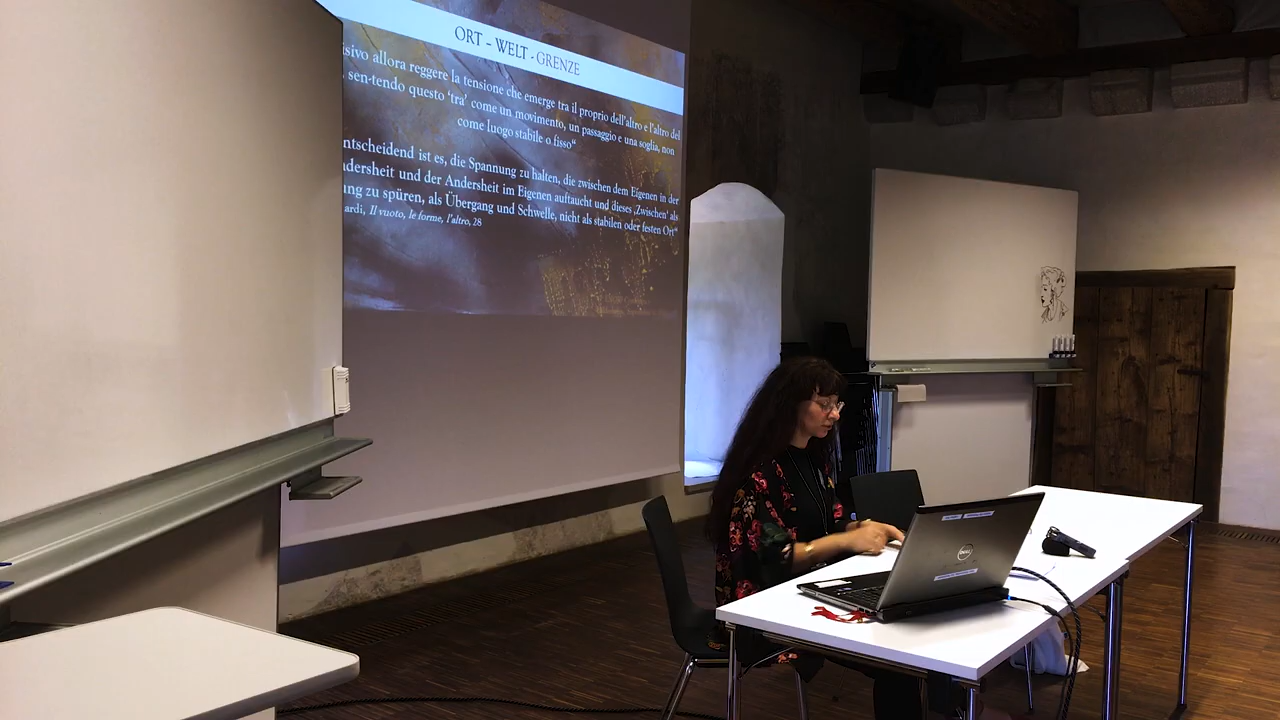 ORT – WELT - GRENZE
isivo allora reggere la tensione che emerge tra il proprio dell'altro e l'altro del
, sen-tendo questo 'tra' come un movimento, un passaggio e una soglia, non
come luogo stabile o fisso“
ntscheidend ist es, die Spannung zu halten, die zwischen dem Eigenen in der
ndersheit und der Andersheit im Eigenen auftaucht und dieses ‚Zwischen' als
ung zu spüren, als Übergang und Schwelle, nicht als stabilen oder festen Ort“
ardi, Il vuoto, le forme, l'altro, 28
DELL